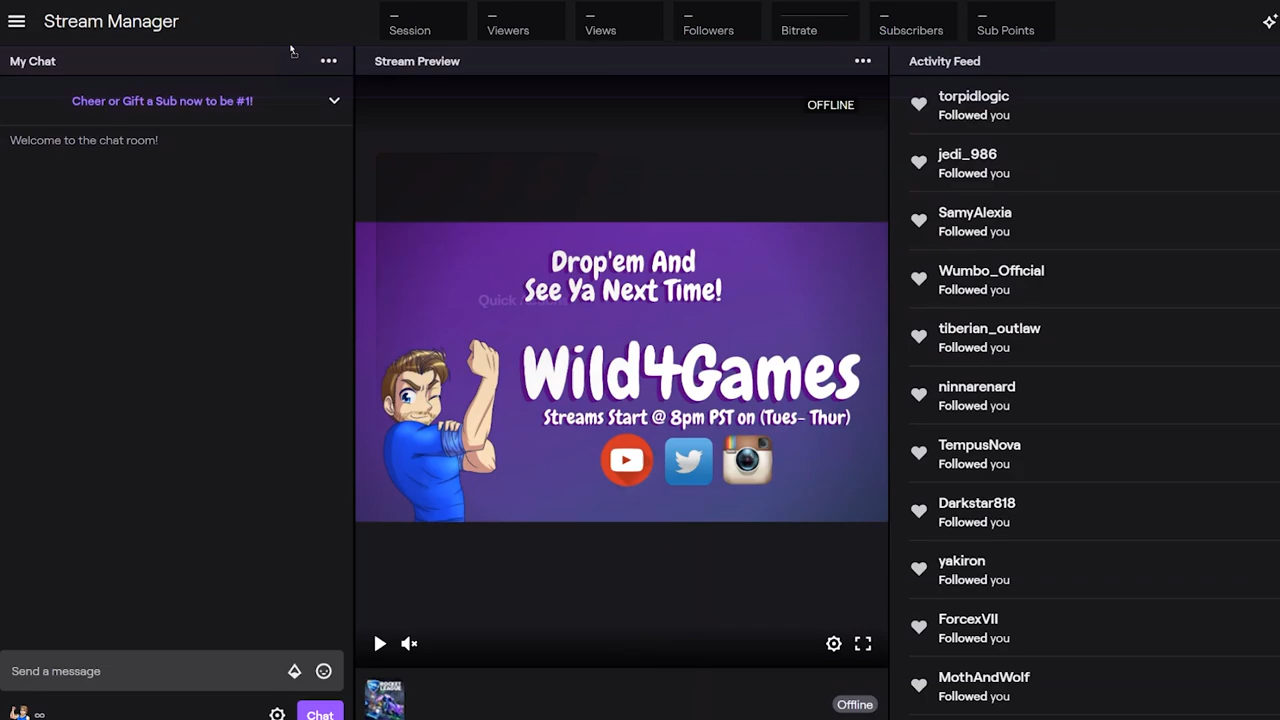 Stream Manager
Session
Viewers
Views
Followers
Bitrate
Subscribers
Sub Points
My Chat
Cheer or Gift a Sub now to be #1!
Welcome to the chat room!
Send a message
Chat
Stream Preview
OFFLINE
Drop'em And
See Ya Next Time!
Quick
Wild4Games
Streams Start @ 8pm PST on (Tues- Thur)
ROCKET LEAGUE
Offline
Activity Feed
torpidlogic
Followed you
jedi_986
Followed you
SamyAlexia
Followed you
Wumbo_Official
Followed you
tiberian_outlaw
Followed you
ninnarenard
Followed you
TempusNova
Followed you
Darkstar818
Followed you
yakiron
Followed you
ForcexVII
Followed you
MothAndWolf
Followed you